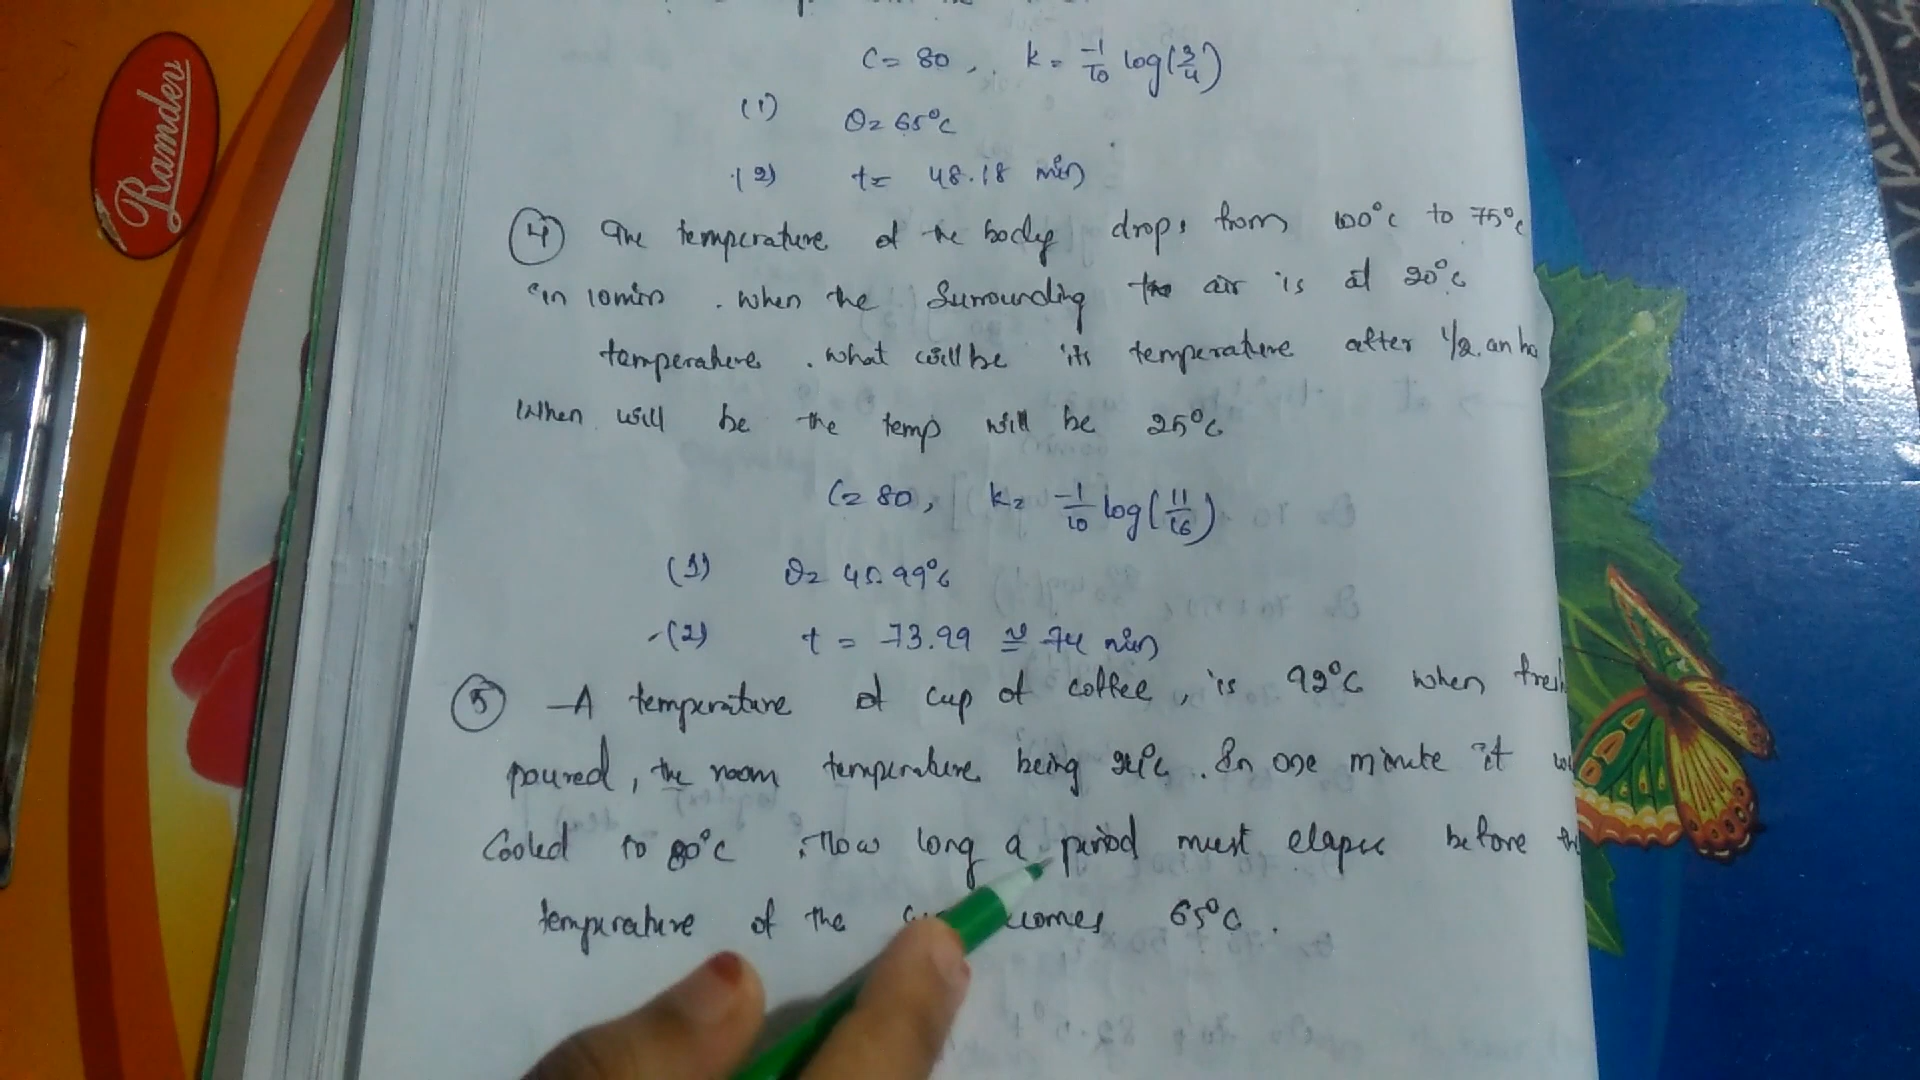 Ramdev
C = 80, k = -1/10 log(3/4)
(1) θ = 65°C
(2) t = 48.18 min
(4) The temperature of the body drops from 100°C to 75°C
in 10min. When the Surrounding air is at 20°C
temperature. What will be its temperature after 1/2 an ho
When will be the temp will be 25°C
C = 80, k = -1/10 log(11/16)
(1) θ = 45.99°C
(2) t = 73.99 ≅ 74 min
(5) A temperature of cup of coffee, is 92°C when fresh
poured, the room temperature being 24°C. In one minute it
Cooled to 80°C. How long a period must elapse before the
temperature of the comes 65°C.